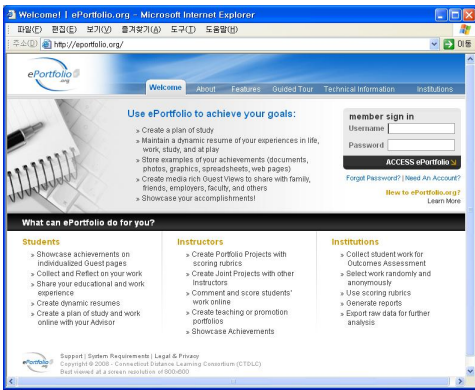 Welcome! | ePortfolio.org - Microsoft Internet Explorer
파일(F) 편집(E) 보기(V) 즐겨찾기(A) 도구(T) 도움말(H)
주소(D) http://eportfolio.org/ 이동
ePortfolio
.org
Welcome About Features Guided Tour Technical Information Institutions
Use ePortfolio to achieve your goals:
» Create a plan of study
» Maintain a dynamic resume of your experiences in life,
work, study, and at play
» Store examples of your achievements (documents,
photos, graphics, spreadsheets, web pages)
» Create media rich Guest Views to share with family,
friends, employers, faculty, and others
» Showcase your accomplishments!
member sign in
Username
Password
ACCESS ePortfolio
Forgot Password? | Need An Account?
New to ePortfolio.org?
Learn More
What can ePortfolio do for you?
Students
» Showcase achievements on
individualized Guest pages
» Collect and Reflect on your work
» Share your educational and work
experience
» Create dynamic resumes
» Create a plan of study and work
online with your Advisor
Instructors
» Create Portfolio Projects with
scoring rubrics
» Create Joint Projects with other
Instructors
» Comment and score students'
work online
» Create teaching or promotion
portfolios
» Showcase Achievements
Institutions
» Collect student work for
Outcomes Assessment
» Select work randomly and
anonymously
» Use scoring rubrics
» Generate reports
» Export raw data for further
analysis
ePortfolio
.org
Support | System Requirements | Legal & Privacy
Copyright © 2008 - Connecticut Distance Learning Consortium (CTDLC)
Best viewed at a screen resolution of 800x600